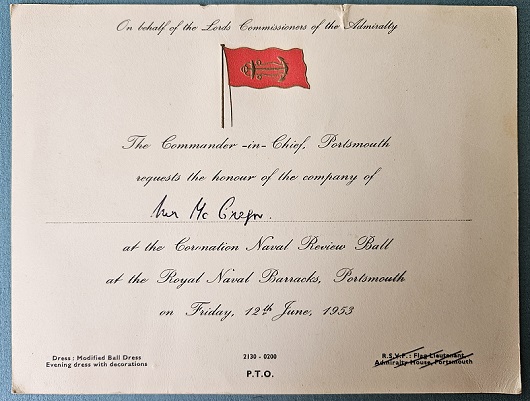 On behalf of the Lords Commissioners of the Admiralty
The Commander-in-Chief, Portsmouth
requests the honour of the company of
Mc Gregor.
at the Coronation Naval Review Ball
at the Royal Naval Barracks, Portsmouth
on Friday, 12th June, 1953
Dress : Modified Ball Dress
Evening dress with decorations
2130 - 0200
P.T.O.
R.S.V.P. : Flag Lieutenant,
Admiralty House, Portsmouth